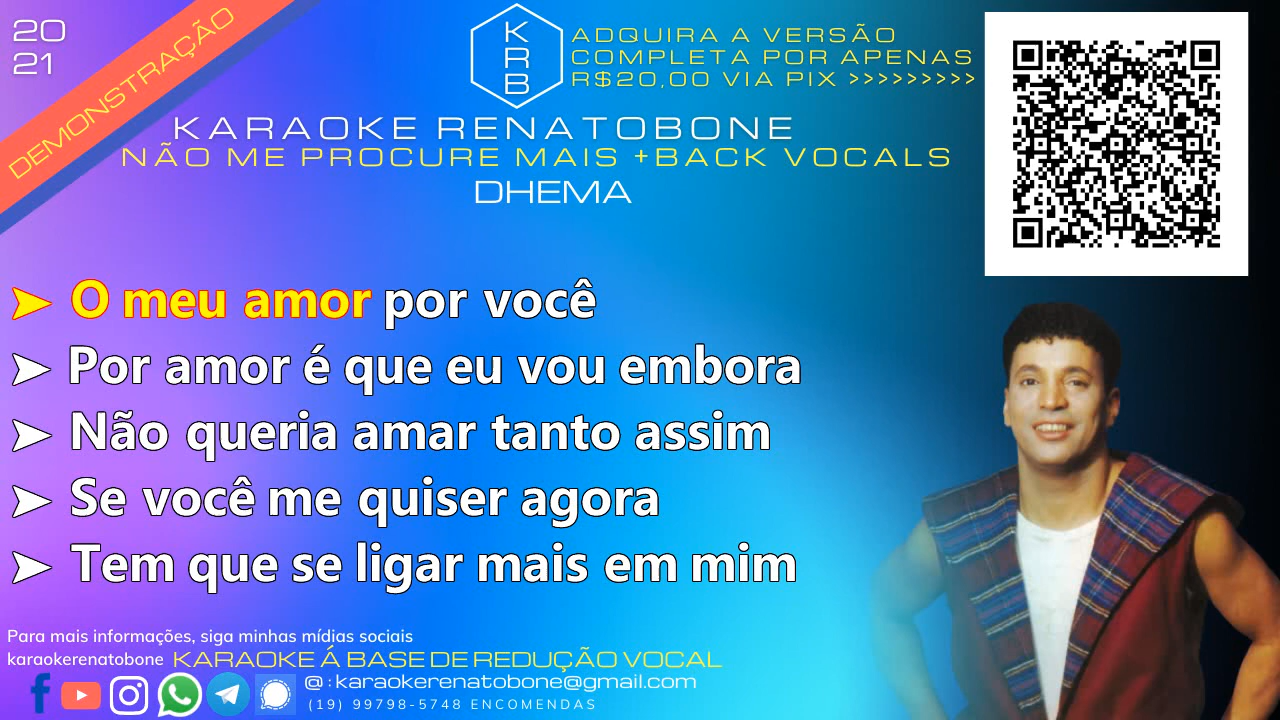 20
21
DEMONSTRAÇÃO
K
R
B
ADQUIRA A VERSÃO
COMPLETA POR APENAS
R$20,00 VIA PIX >>>>>>>>>
KARAOKE RENATOBONE
NÃO ME PROCURE MAIS +BACK VOCALS
DHEMA
➤ O meu amor por você
➤ Por amor é que eu vou embora
➤ Não queria amar tanto assim
➤ Se você me quiser agora
➤ Tem que se ligar mais em mim
Para mais informações, siga minhas mídias sociais
karaokerenatobone KARAOKE Á BASE DE REDUÇÃO VOCAL
@:karaokerenatobone@gmail.com
(19) 99798-5748 ENCOMENDAS